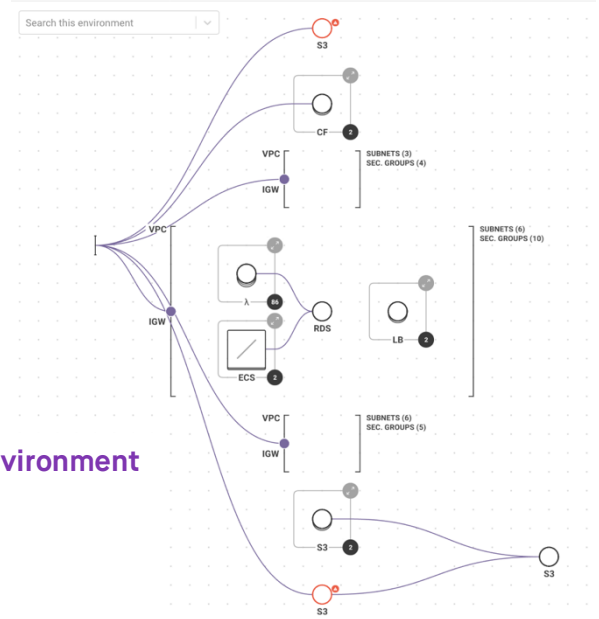 Search this environment
S3
CF
2
VPC
SUBNETS (3)
SEC. GROUPS (4)
IGW
VPC
SUBNETS (6)
SEC. GROUPS (10)
λ
86
IGW
RDS
LB
2
ECS
2
VPC
SUBNETS (6)
SEC. GROUPS (5)
IGW
vironment
S3
2
S3
S3